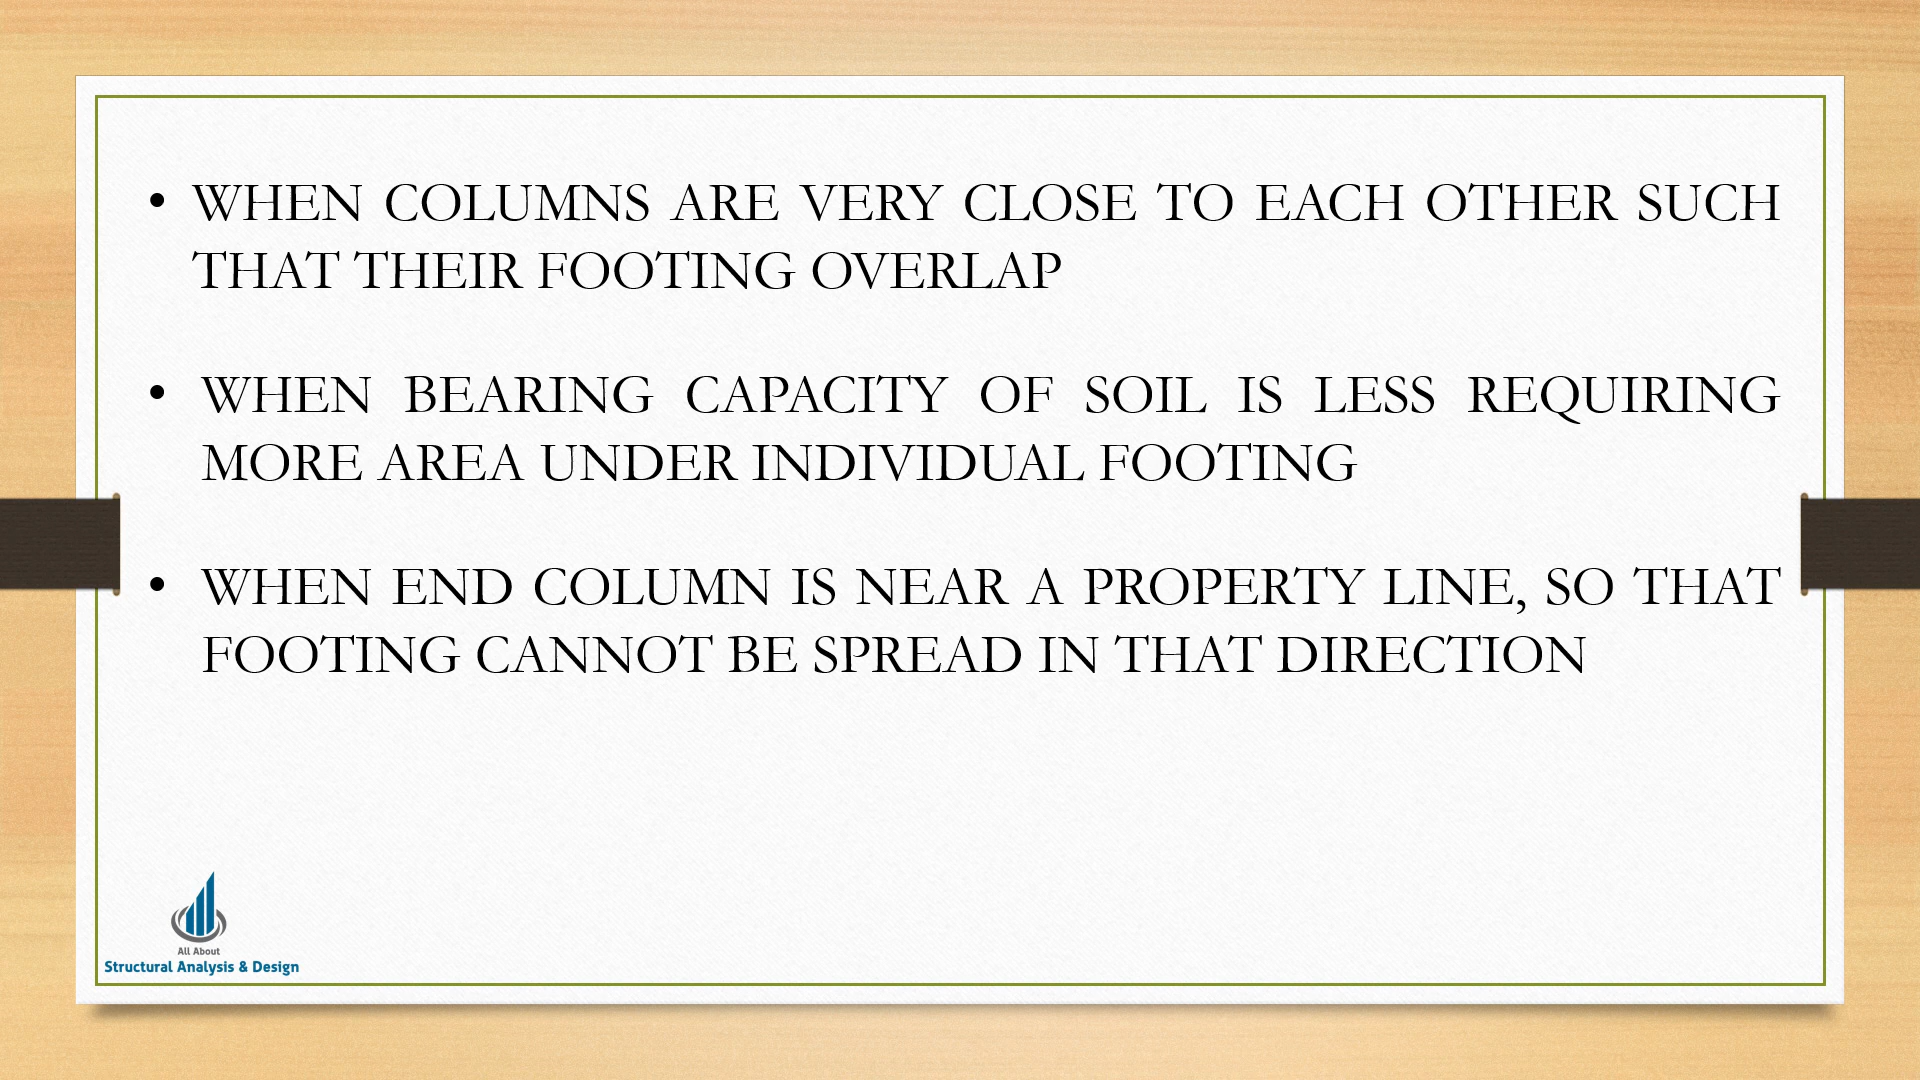 • WHEN COLUMNS ARE VERY CLOSE TO EACH OTHER SUCH
THAT THEIR FOOTING OVERLAP
• WHEN BEARING CAPACITY OF SOIL IS LESS REQUIRING
MORE AREA UNDER INDIVIDUAL FOOTING
• WHEN END COLUMN IS NEAR A PROPERTY LINE, SO THAT
FOOTING CANNOT BE SPREAD IN THAT DIRECTION
All About
Structural Analysis & Design